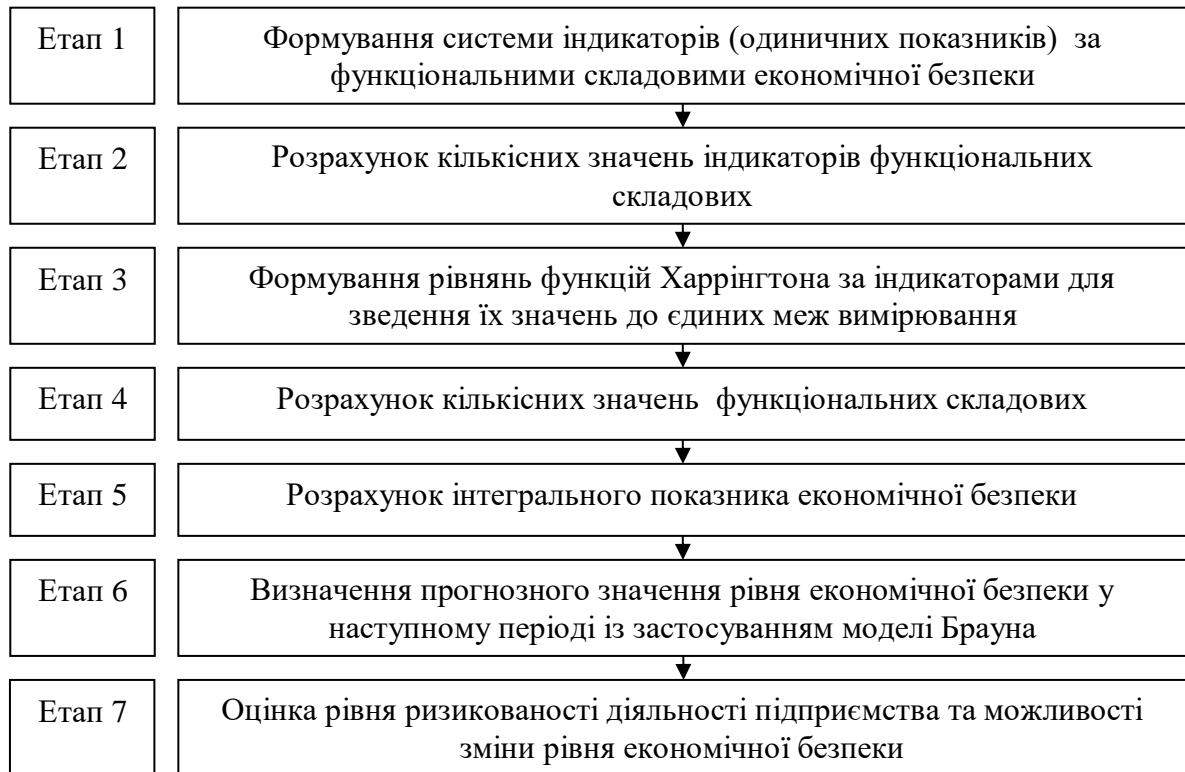 Етап 1
Формування системи індикаторів (одиничних показників) за
функціональними складовими економічної безпеки
Етап 2
Розрахунок кількісних значень індикаторів функціональних
складових
Етап 3
Формування рівнянь функцій Харрінгтона за індикаторами для
зведення їх значень до єдиних меж вимірювання
Етап 4
Розрахунок кількісних значень функціональних складових
Етап 5
Розрахунок інтегрального показника економічної безпеки
Етап 6
Визначення прогнозного значення рівня економічної безпеки у
наступному періоді із застосуванням моделі Брауна
Етап 7
Оцінка рівня ризикованості діяльності підприємства та можливості
зміни рівня економічної безпеки